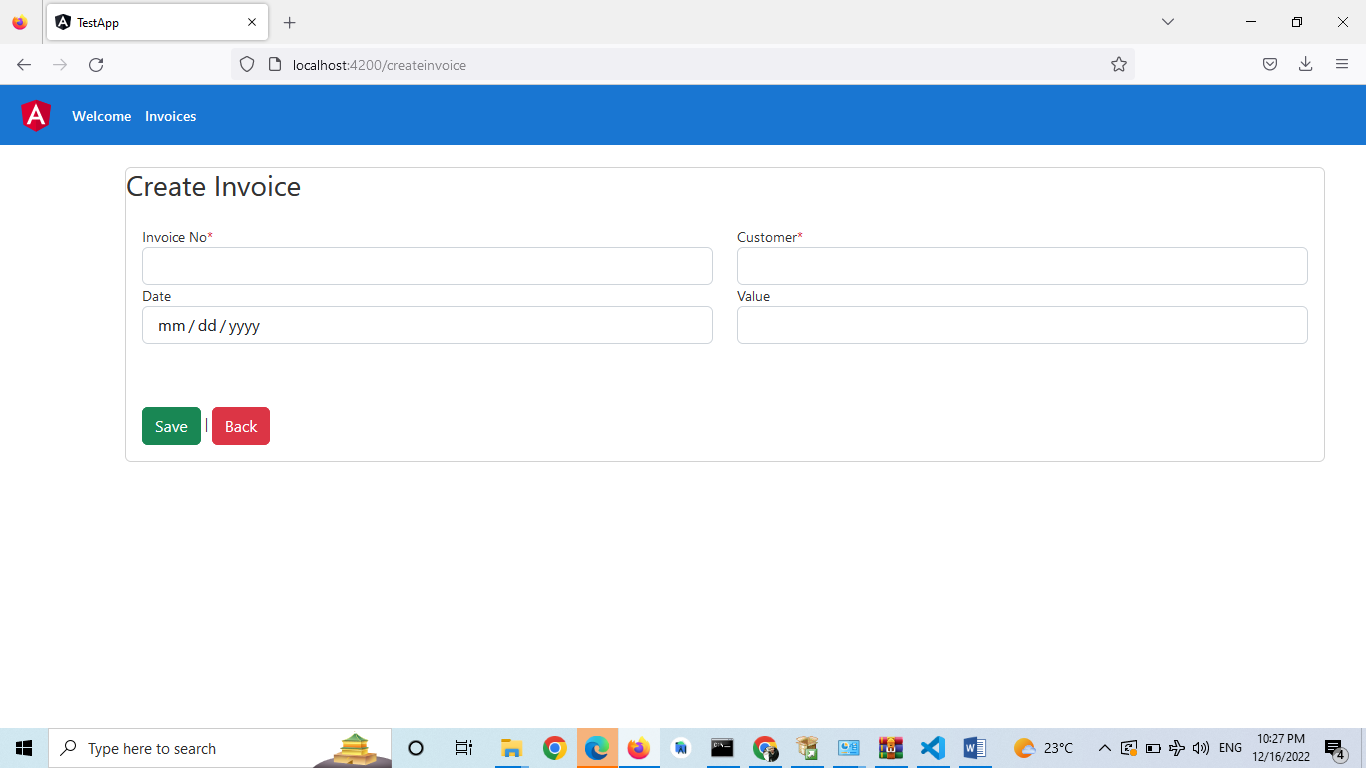 TestApp
localhost:4200/createinvoice
Welcome Invoices
Create Invoice
Invoice No* Customer*
Date Value
mm / dd / yyyy
Save | Back
Type here to search 23°C ENG 10:27 PM
12/16/2022 4